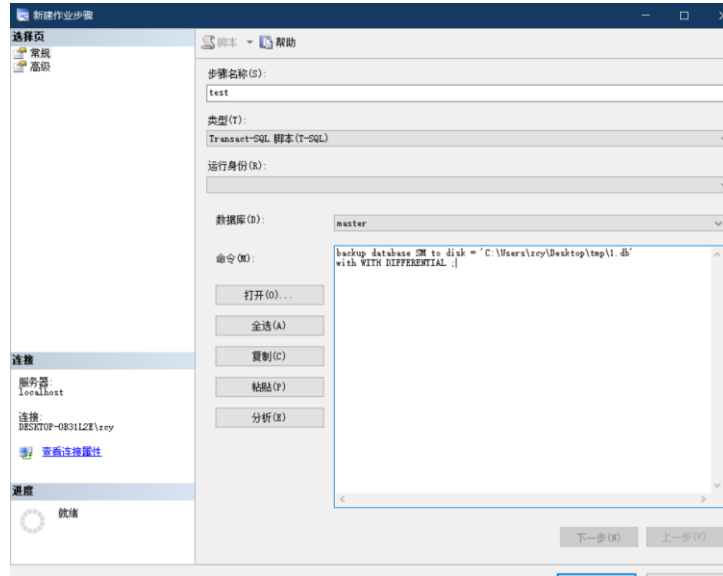 新建作业步骤
选择页
常规
高级
脚本
帮助
步骤名称(S):
test
类型(T):
Transact-SQL 脚本(T-SQL)
运行身份(R):
数据库(D):
master
命令(M):
backup database SM to disk = 'C:\Users\zcy\Desktop\tmp\1.db'
with WITH DIFFERENTIAL ;
打开(O)...
全选(A)
复制(C)
粘贴(P)
分析(E)
连接
服务器:
localhost
连接:
DESKTOP-OB31L2E\zcy
查看连接属性
进度
就绪
下一步(N)
上一步(V)